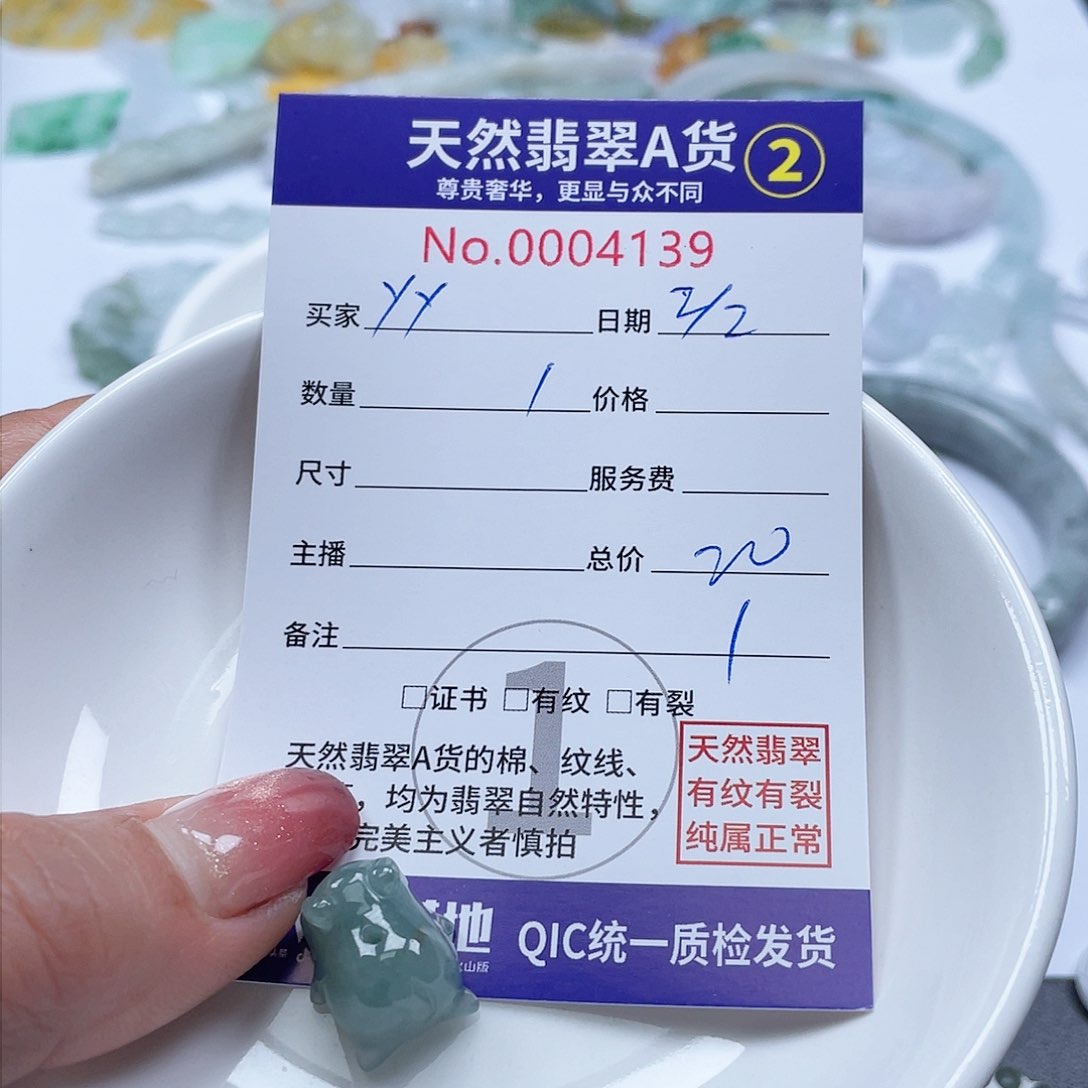 天然翡翠A货 2
尊贵奢华，更显与众不同
No.0004139
买家 YY 日期 2/2
数量 1 价格
尺寸 服务费
主播 总价 20
备注 1
□证书 □有纹 □有裂
1
天然翡翠A货的棉、纹线、
，均为翡翠自然特性，
完美主义者慎拍
天然翡翠
有纹有裂
纯属正常
地 QIC统一质检发货
火山版